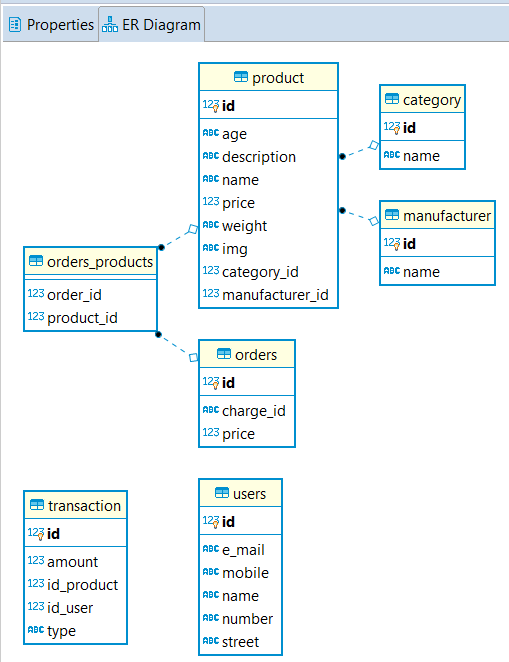 Properties
ER Diagram
product
123 id
ABC age
ABC description
ABC name
123 price
ABC weight
ABC img
123 category_id
123 manufacturer_id
category
123 id
ABC name
manufacturer
123 id
ABC name
orders_products
123 order_id
123 product_id
orders
123 id
ABC charge_id
123 price
transaction
123 id
123 amount
123 id_product
123 id_user
ABC type
users
123 id
ABC e_mail
ABC mobile
ABC name
ABC number
ABC street